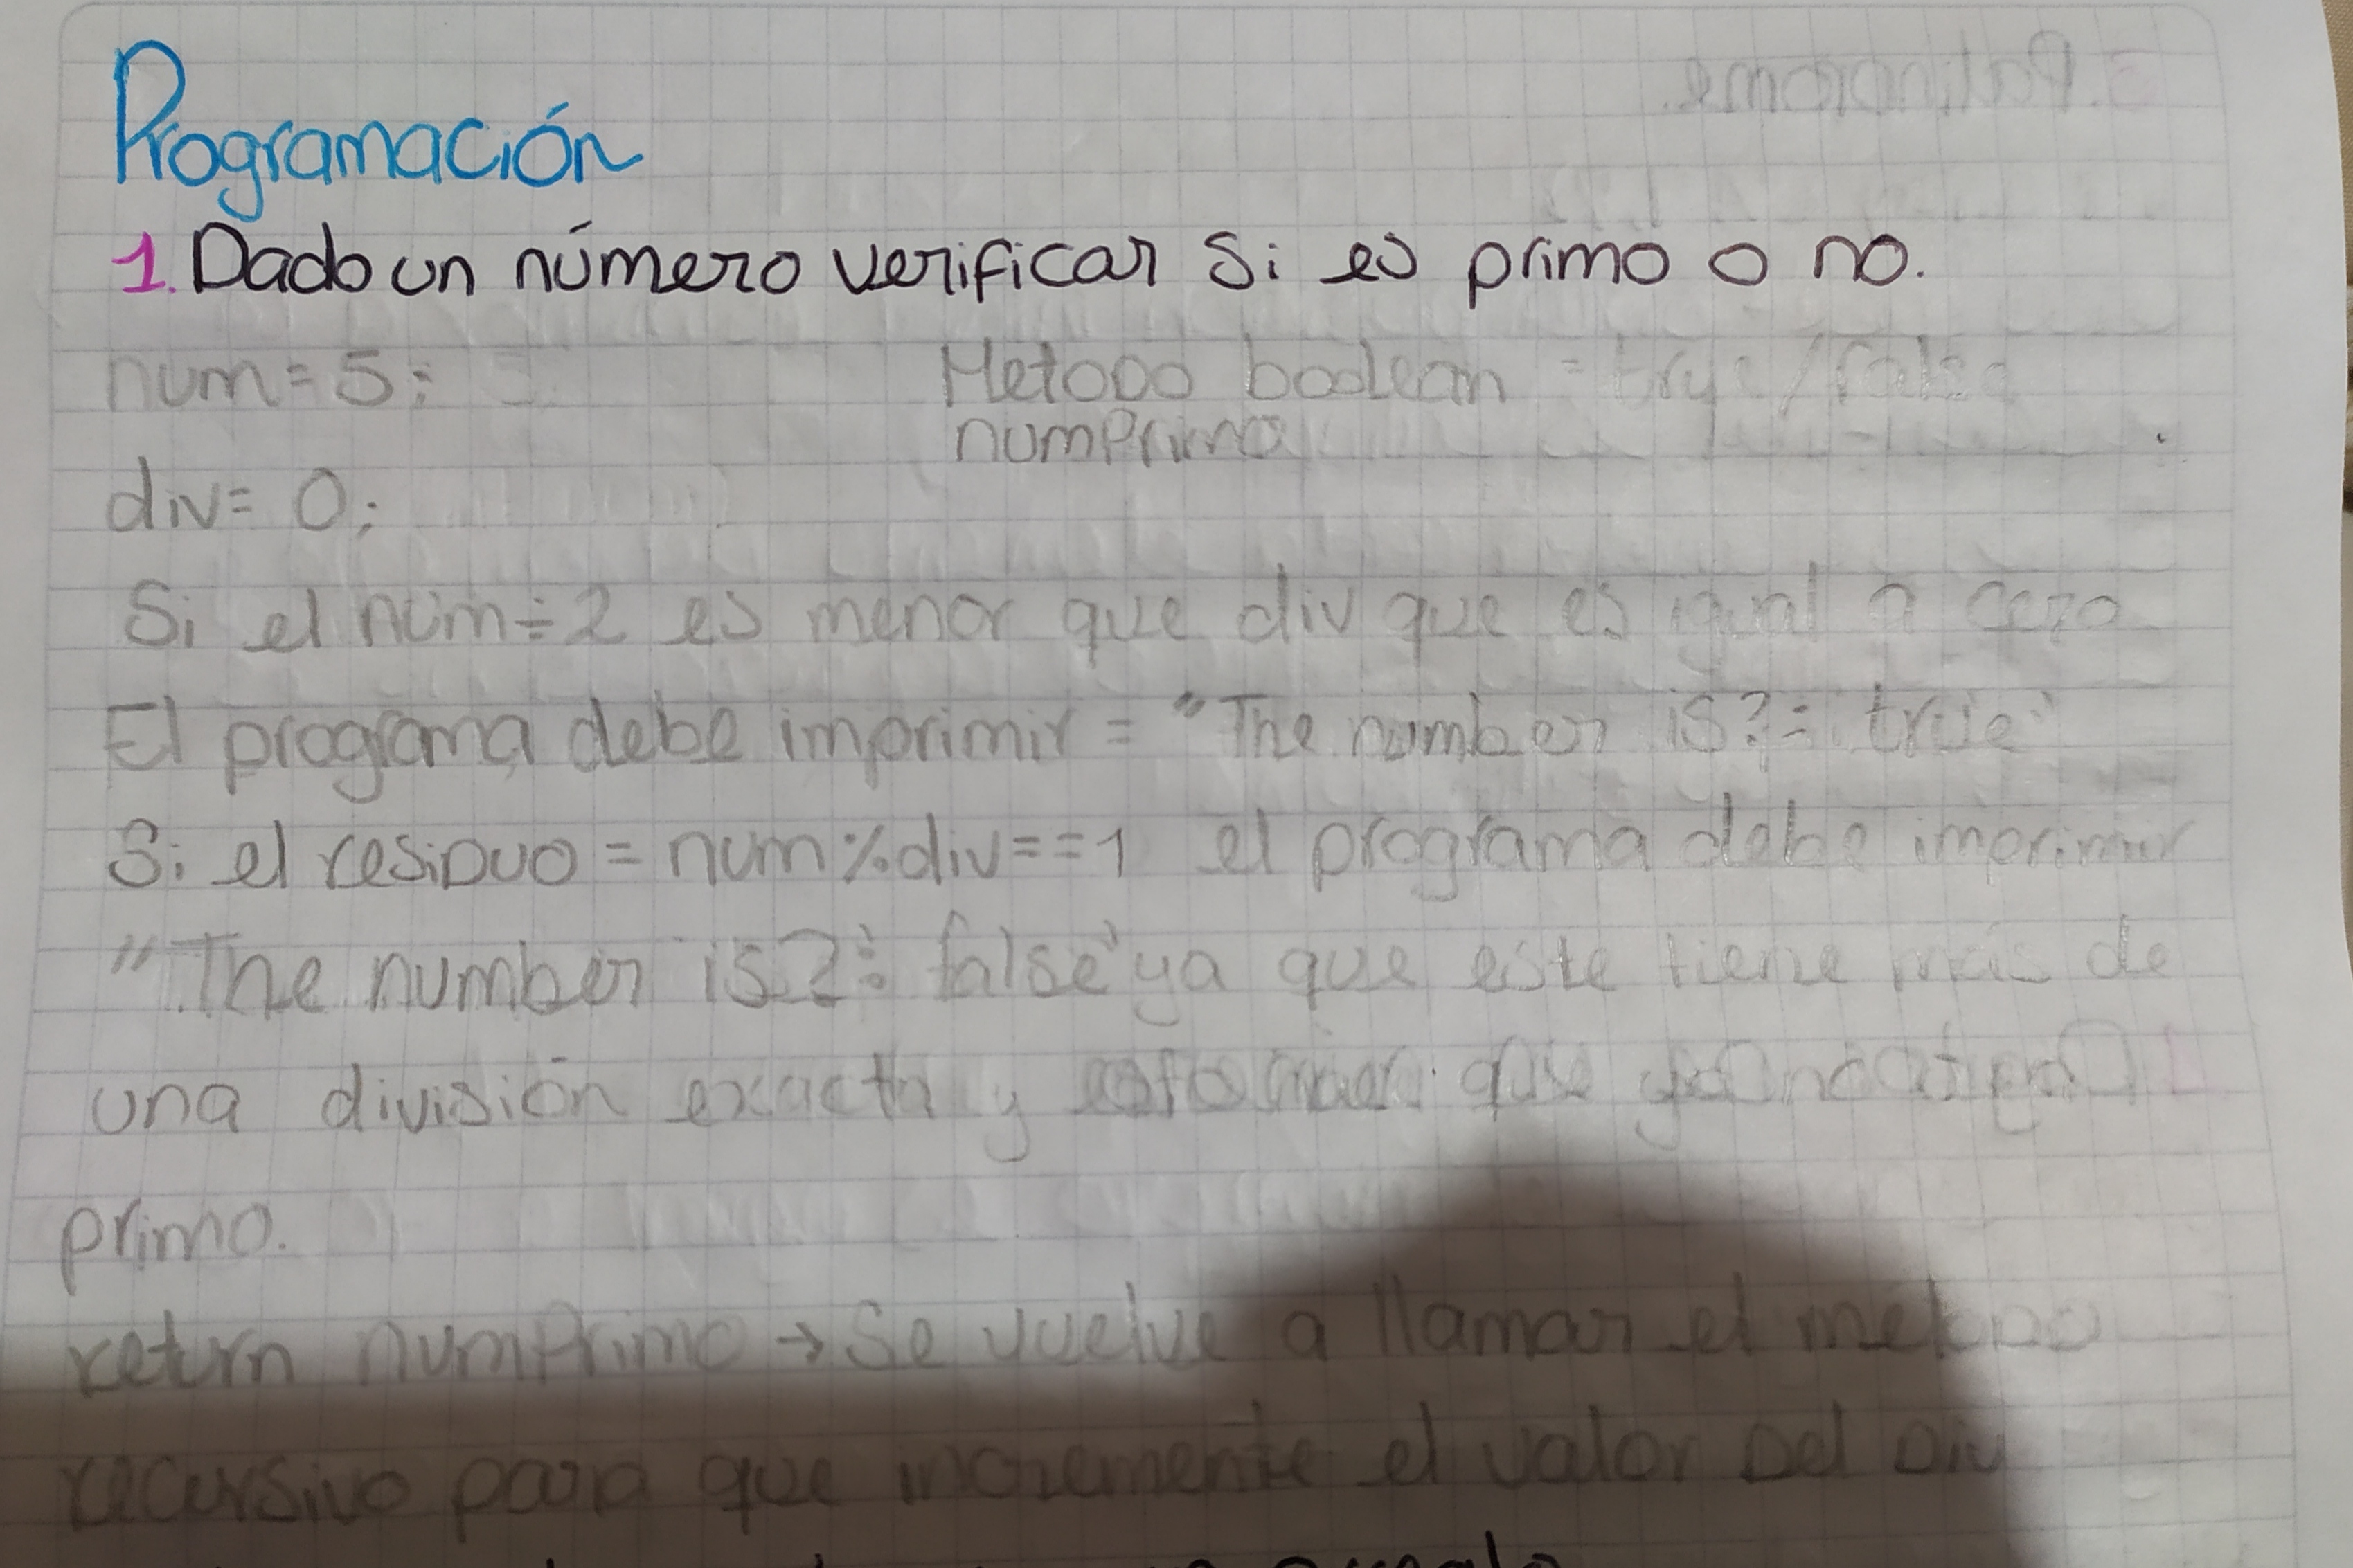 Programación
1. Dado un número verificar si es primo o no.
num=5; Metodo boolean = true/false
numPrimo
div= 0;
Si el num÷2 es menor que div que es igual a cero
El programa debe imprimir = "The number is?: true"
Si el residuo = num%div==1 el programa debe imprimir
"The number is?: false" ya que este tiene más de
una división exacta y que
primo.
return numPrimo → Se vuelve a llamar el metodo
recursivo para que incremente el valor del div